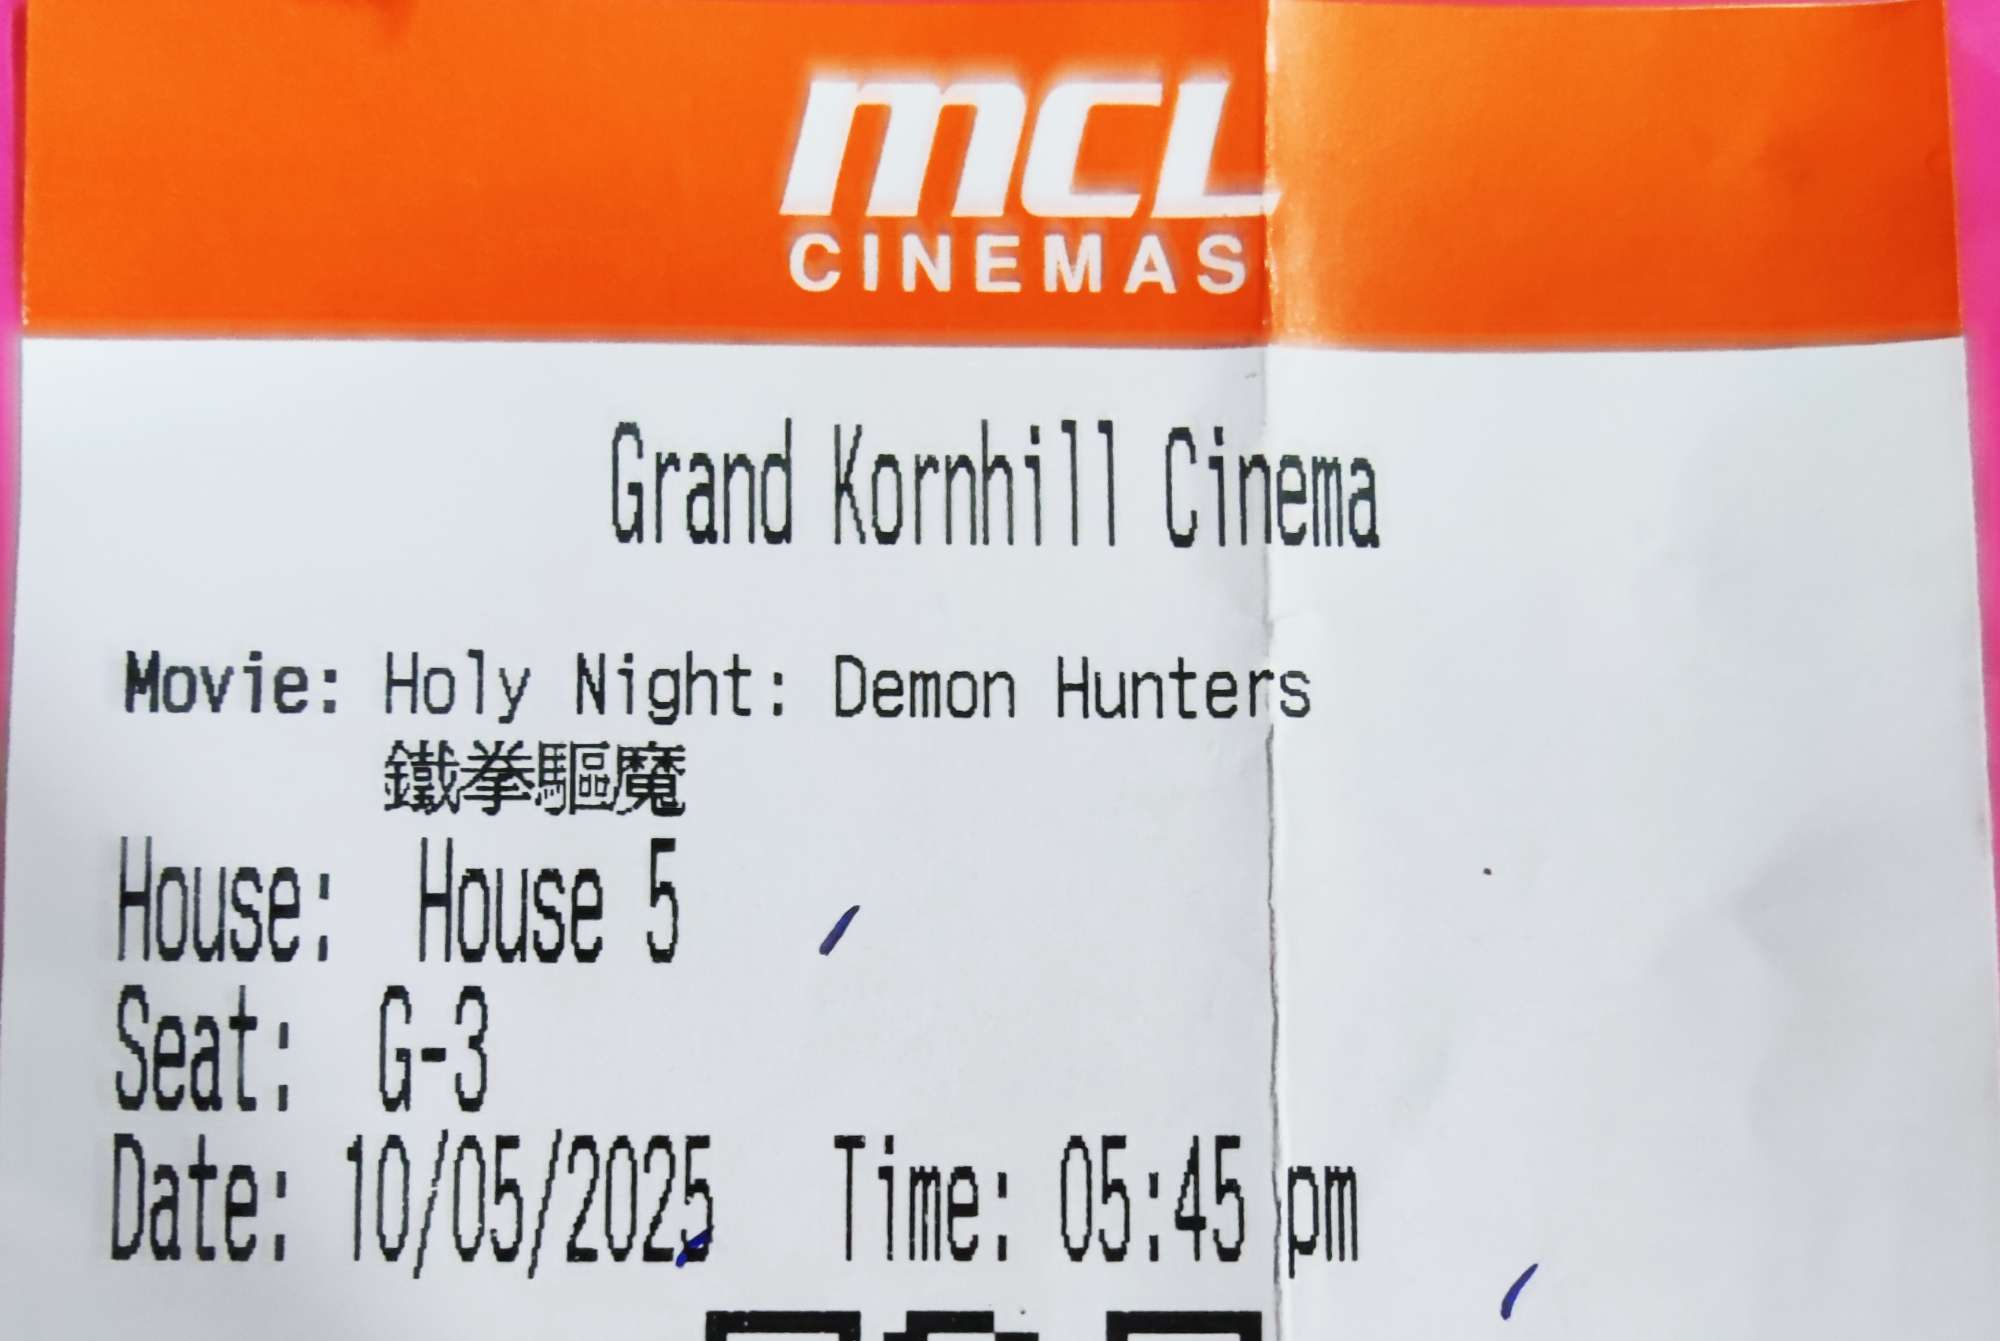 mcL
CINEMAS
Grand Kornhill Cinema
Movie: Holy Night: Demon Hunters
鐵拳驅魔
House: House 5
Seat: G-3
Date: 10/05/2025 Time: 05:45 pm